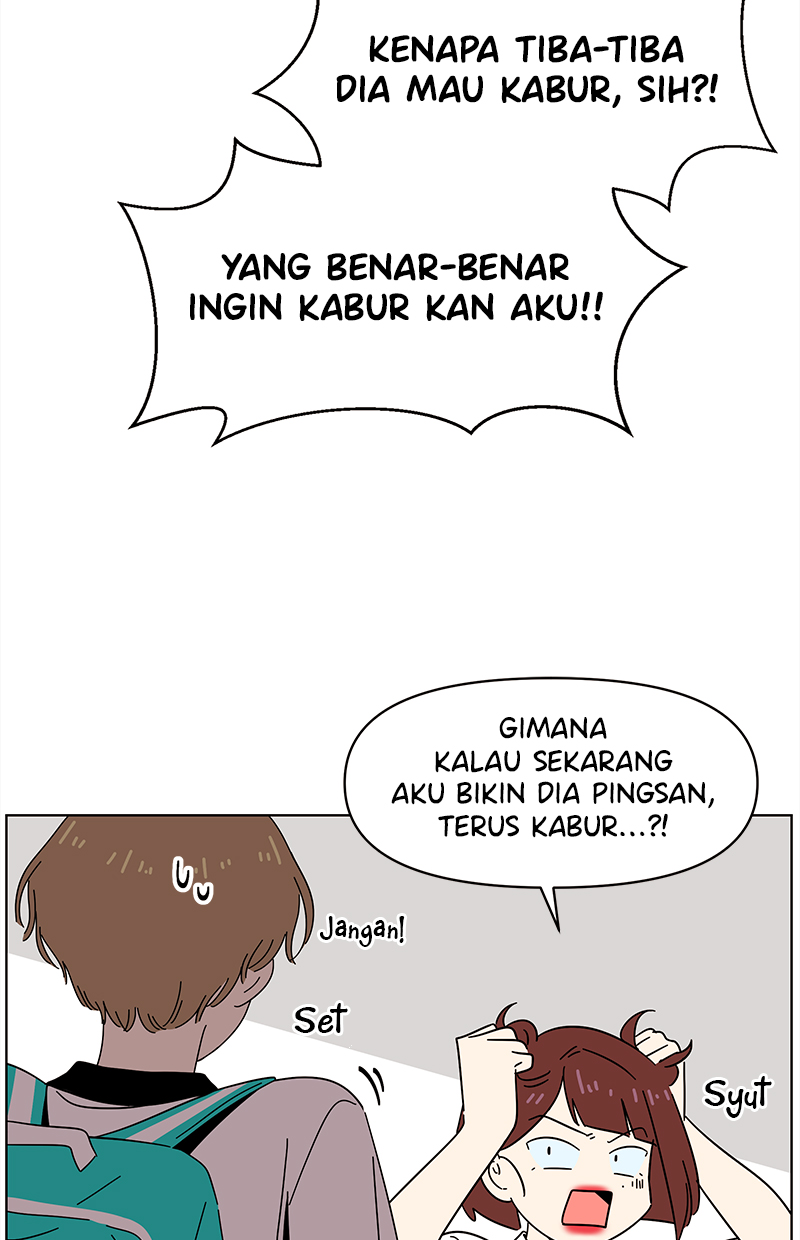 KENAPA TIBA-TIBA
DIA MAU KABUR, SIH?!
YANG BENAR-BENAR
INGIN KABUR KAN AKU!!
GIMANA
KALAU SEKARANG
AKU BIKIN DIA PINGSAN,
TERUS KABUR...?!
Jangan!
Set
Syut